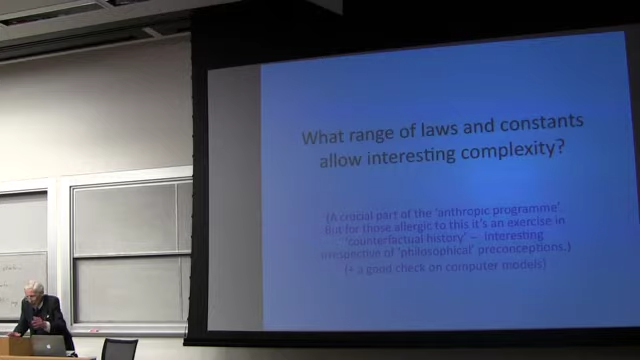 What range of laws and constants
allow interesting complexity?
(A crucial part of the 'anthropic programme'.
But for those allergic to this it's an exercise in
'counterfactual history' – interesting
irrespective of 'philosophical' preconceptions.)
(+ a good check on computer models)